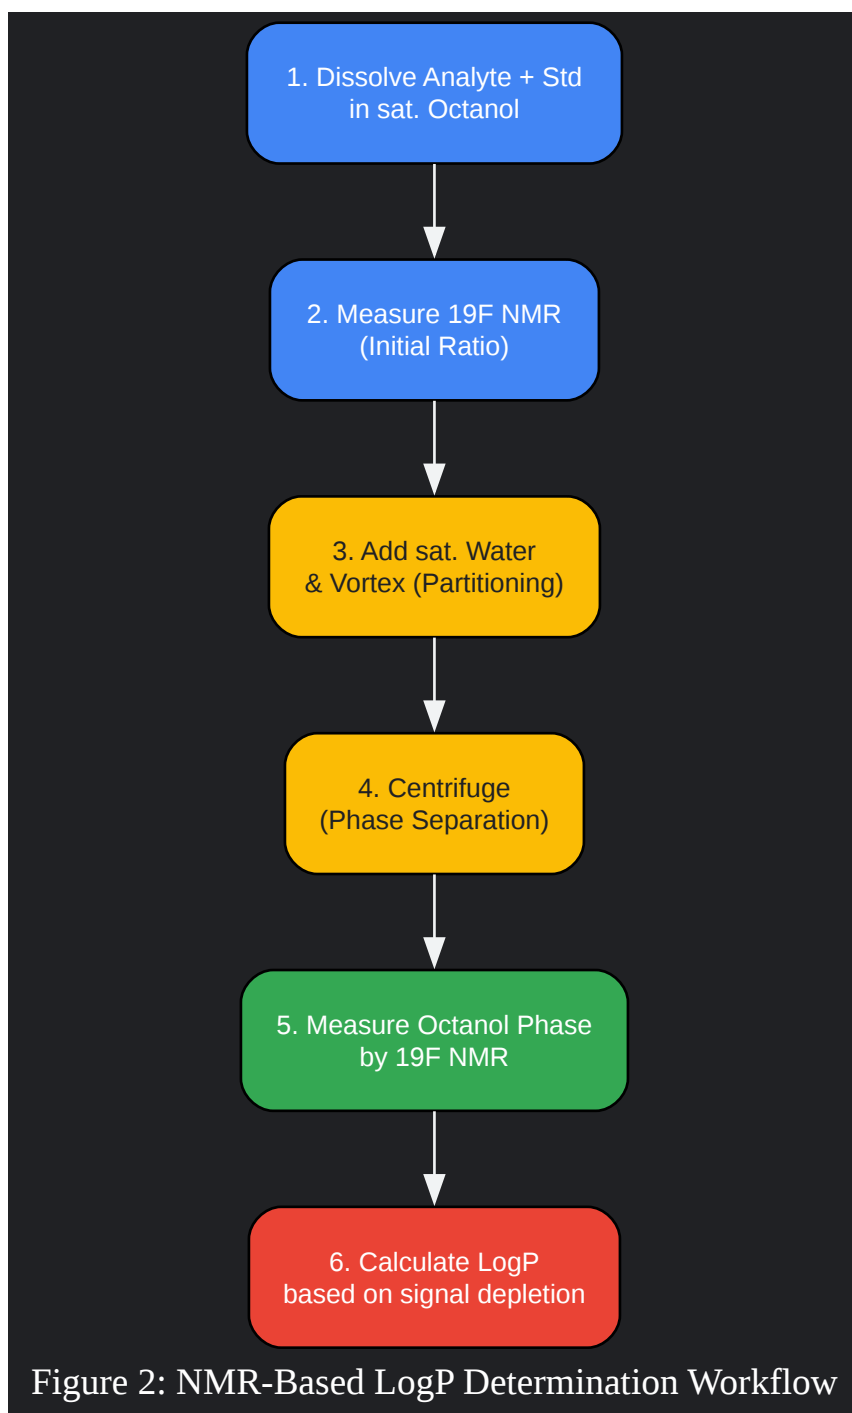 1. Dissolve Analyte + Std
in sat. Octanol
2. Measure 19F NMR
(Initial Ratio)
3. Add sat. Water
& Vortex (Partitioning)
4. Centrifuge
(Phase Separation)
5. Measure Octanol Phase
by 19F NMR
6. Calculate LogP
based on signal depletion
Figure 2: NMR-Based LogP Determination Workflow